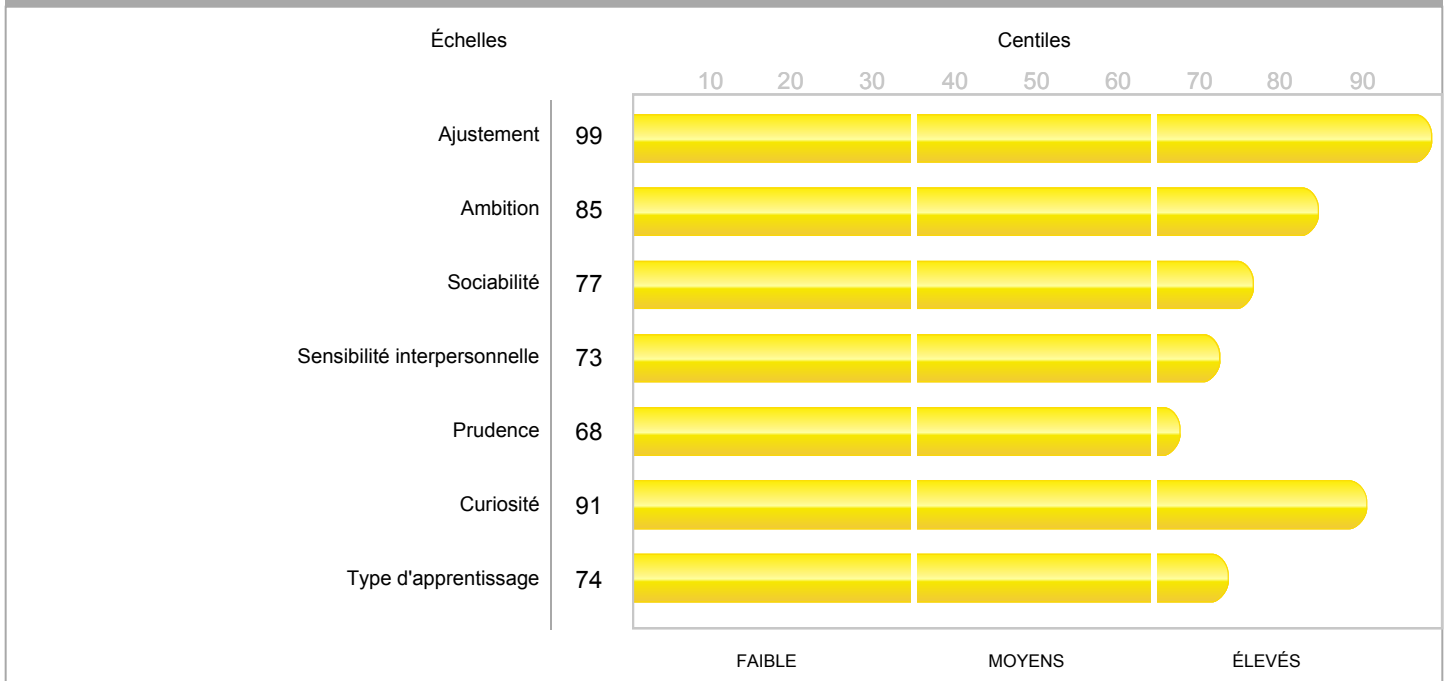 Échelles Centiles
10 20 30 40 50 60 70 80 90
Ajustement 99
Ambition 85
Sociabilité 77
Sensibilité interpersonnelle 73
Prudence 68
Curiosité 91
Type d'apprentissage 74
FAIBLE MOYENS ÉLEVÉS